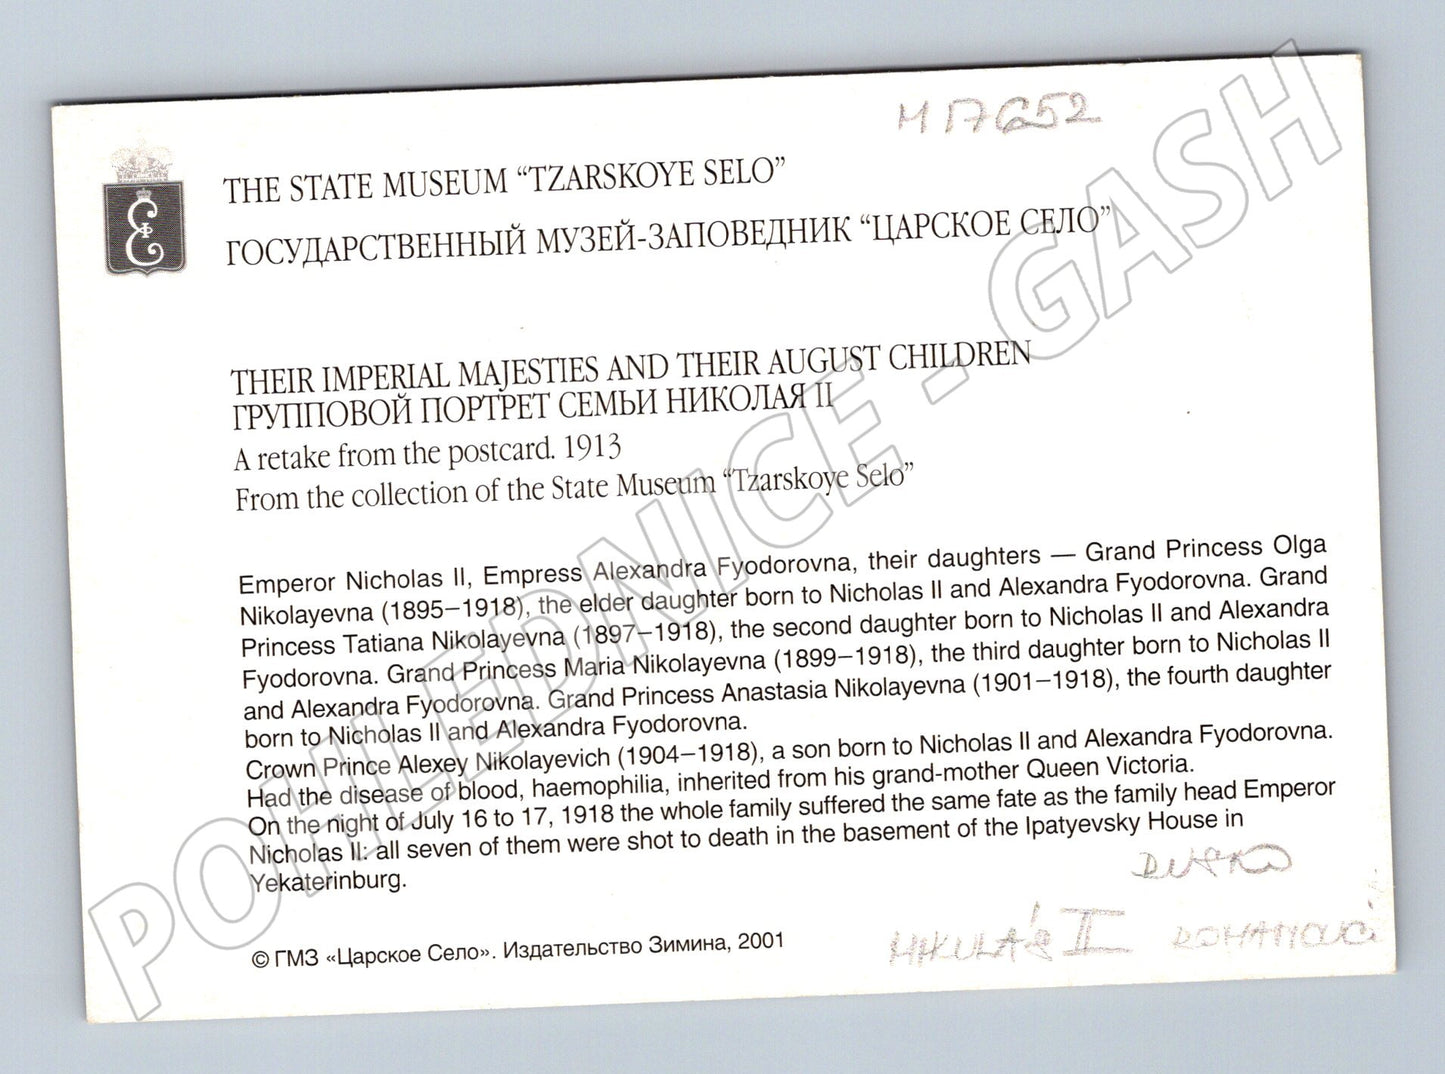 M17652
THE STATE MUSEUM “TZARSKOYE SELO”
ГОСУДАРСТВЕННЫЙ МУЗЕЙ-ЗАПОВЕДНИК “ЦАРСКОЕ СЕЛО”
THEIR IMPERIAL MAJESTIES AND THEIR AUGUST CHILDREN
ГРУППОВОЙ ПОРТРЕТ СЕМЬИ НИКОЛАЯ II
A retake from the postcard. 1913
From the collection of the State Museum “Tzarskoye Selo”
Emperor Nicholas II, Empress Alexandra Fyodorovna, their daughters — Grand Princess Olga
Nikolayevna (1895–1918), the elder daughter born to Nicholas II and Alexandra Fyodorovna. Grand
Princess Tatiana Nikolayevna (1897–1918), the second daughter born to Nicholas II and Alexandra
Fyodorovna. Grand Princess Maria Nikolayevna (1899–1918), the third daughter born to Nicholas II
and Alexandra Fyodorovna. Grand Princess Anastasia Nikolayevna (1901–1918), the fourth daughter
born to Nicholas II and Alexandra Fyodorovna.
Crown Prince Alexey Nikolayevich (1904–1918), a son born to Nicholas II and Alexandra Fyodorovna.
Had the disease of blood, haemophilia, inherited from his grand-mother Queen Victoria.
On the night of July 16 to 17, 1918 the whole family suffered the same fate as the family head Emperor
Nicholas II: all seven of them were shot to death in the basement of the Ipatyevsky House in
Yekaterinburg.
MIKULÁŠ II ROMANOVCI
© ГМЗ «Царское Село». Издательство Зимина, 2001
POHLEDNICE - GASH